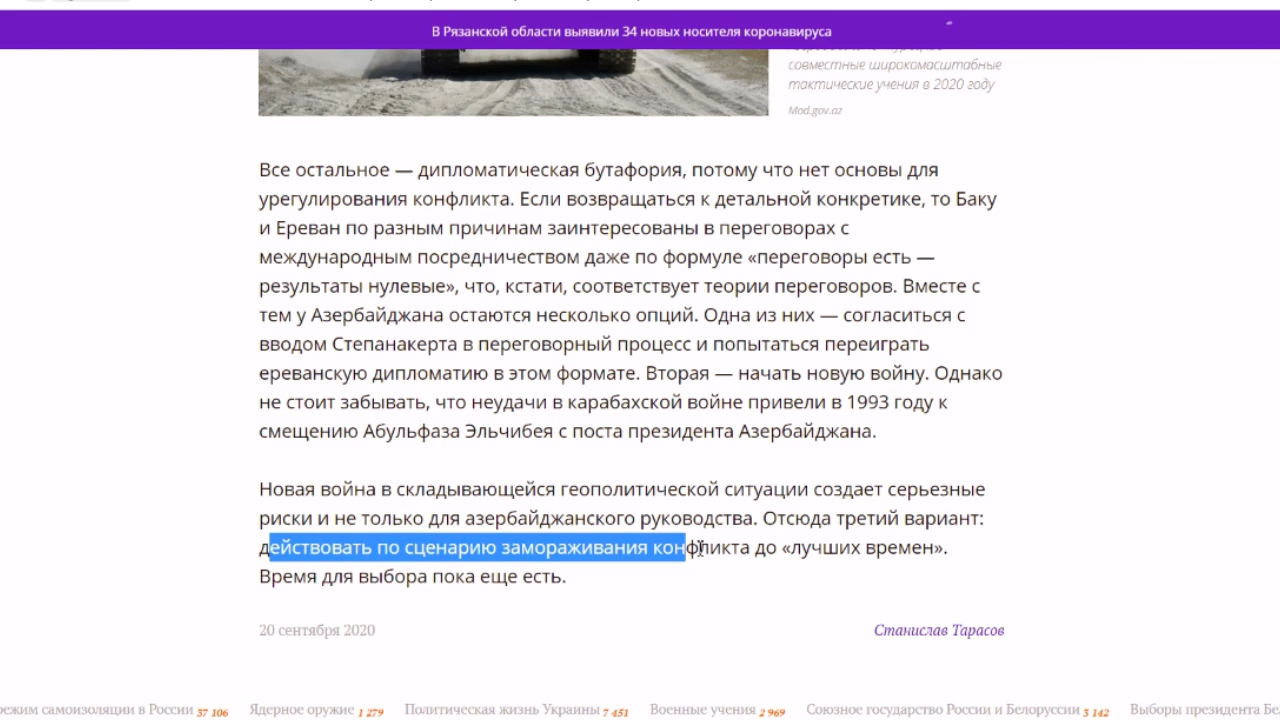 В Рязанской области выявили 34 новых носителя коронавируса
совместные широкомасштабные
тактические учения в 2020 году
Mod.gov.az
Все остальное — дипломатическая бутафория, потому что нет основы для
урегулирования конфликта. Если возвращаться к детальной конкретике, то Баку
и Ереван по разным причинам заинтересованы в переговорах с
международным посредничеством даже по формуле «переговоры есть —
результаты нулевые», что, кстати, соответствует теории переговоров. Вместе с
тем у Азербайджана остаются несколько опций. Одна из них — согласиться с
вводом Степанакерта в переговорный процесс и попытаться переиграть
ереванскую дипломатию в этом формате. Вторая — начать новую войну. Однако
не стоит забывать, что неудачи в карабахской войне привели в 1993 году к
смещению Абульфаза Эльчибея с поста президента Азербайджана.
Новая война в складывающейся геополитической ситуации создает серьезные
риски и не только для азербайджанского руководства. Отсюда третий вариант:
действовать по сценарию замораживания конфликта до «лучших времен».
Время для выбора пока еще есть.
20 сентября 2020
Станислав Тарасов
режим самоизоляции в России 37 106 Ядерное оружие 1 279 Политическая жизнь Украины 7 451 Военные учения 2 969 Союзное государство России и Белоруссии 5 142 Выборы президента Бе